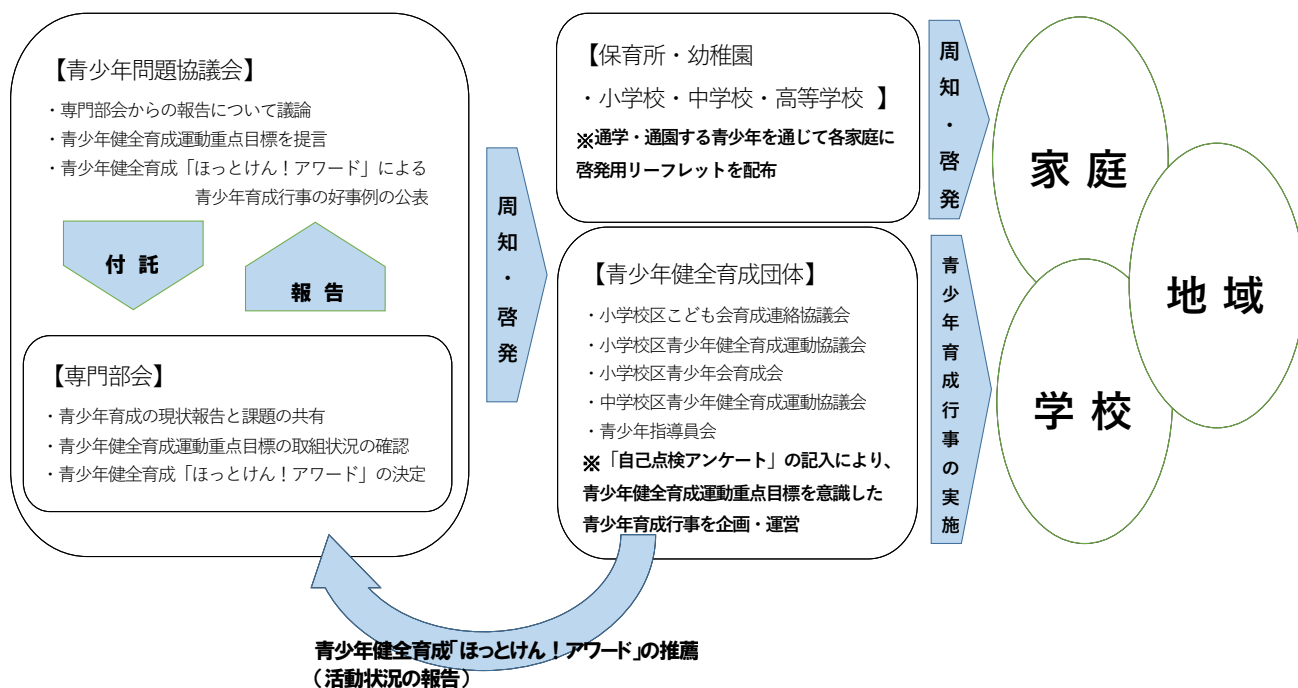 【青少年問題協議会】
・専門部会からの報告について議論
・青少年健全育成運動重点目標を提言
・青少年健全育成「ほっとけん！アワード」による
青少年育成行事の好事例の公表
付託
報告
【専門部会】
・青少年育成の現状報告と課題の共有
・青少年健全育成運動重点目標の取組状況の確認
・青少年健全育成「ほっとけん！アワード」の決定
周知・啓発
【保育所・幼稚園
・小学校・中学校・高等学校 】
※通学・通園する青少年を通じて各家庭に
啓発用リーフレットを配布
【青少年健全育成団体】
・小学校区こども会育成連絡協議会
・小学校区青少年健全育成運動協議会
・小学校区青少年会育成会
・中学校区青少年健全育成運動協議会
・青少年指導員会
※「自己点検アンケート」の記入により、
青少年健全育成運動重点目標を意識した
青少年育成行事を企画・運営
周知・啓発
青少年育成行事の実施
家庭
地域
学校
青少年健全育成「ほっとけん！アワード」の推薦
（活動状況の報告）